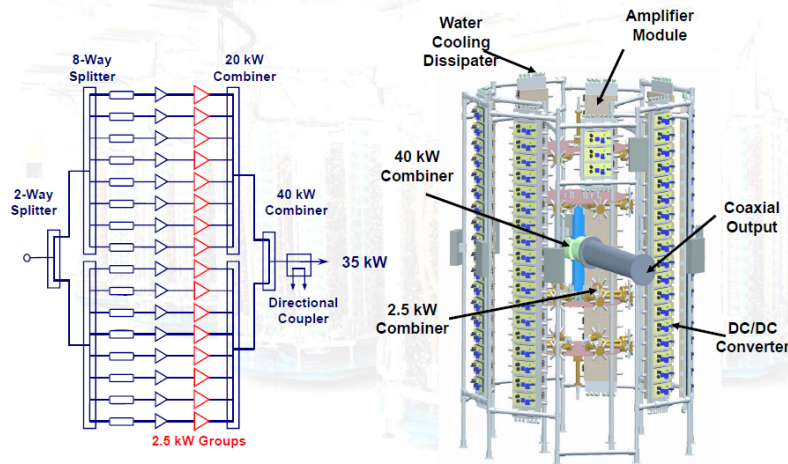 8-Way
Splitter
20 kW
Combiner
2-Way
Splitter
40 kW
Combiner
35 kW
Directional
Coupler
2.5 kW Groups
Water
Cooling
Dissipater
Amplifier
Module
40 kW
Combiner
Coaxial
Output
2.5 kW
Combiner
DC/DC
Converter